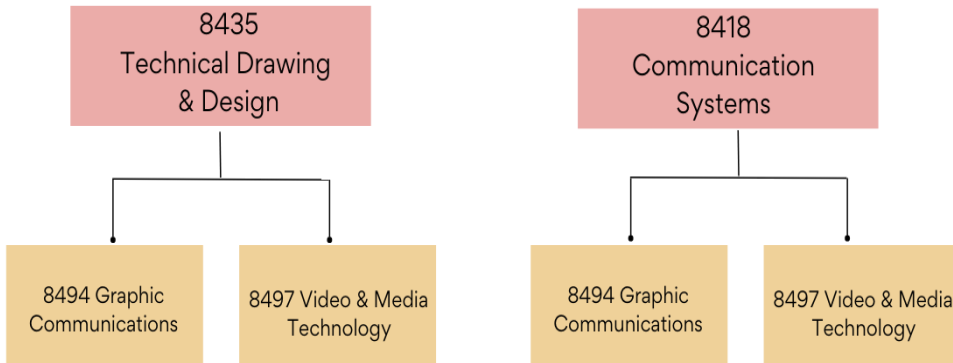 8435
Technical Drawing
& Design
8418
Communication
Systems
8494 Graphic
Communications
8497 Video & Media
Technology
8494 Graphic
Communications
8497 Video & Media
Technology